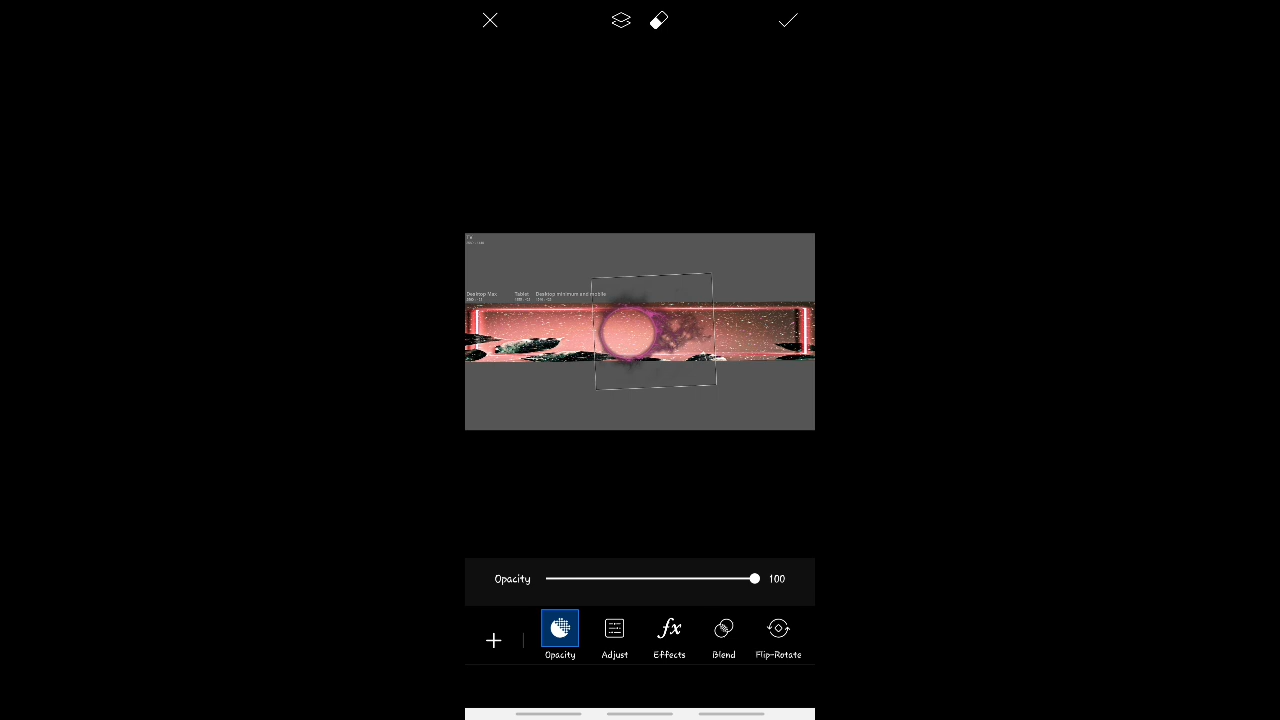 Desktop Max
Tablet
Desktop minimum and mobile
Opacity
100
Opacity
Adjust
Effects
Blend
Flip-Rotate